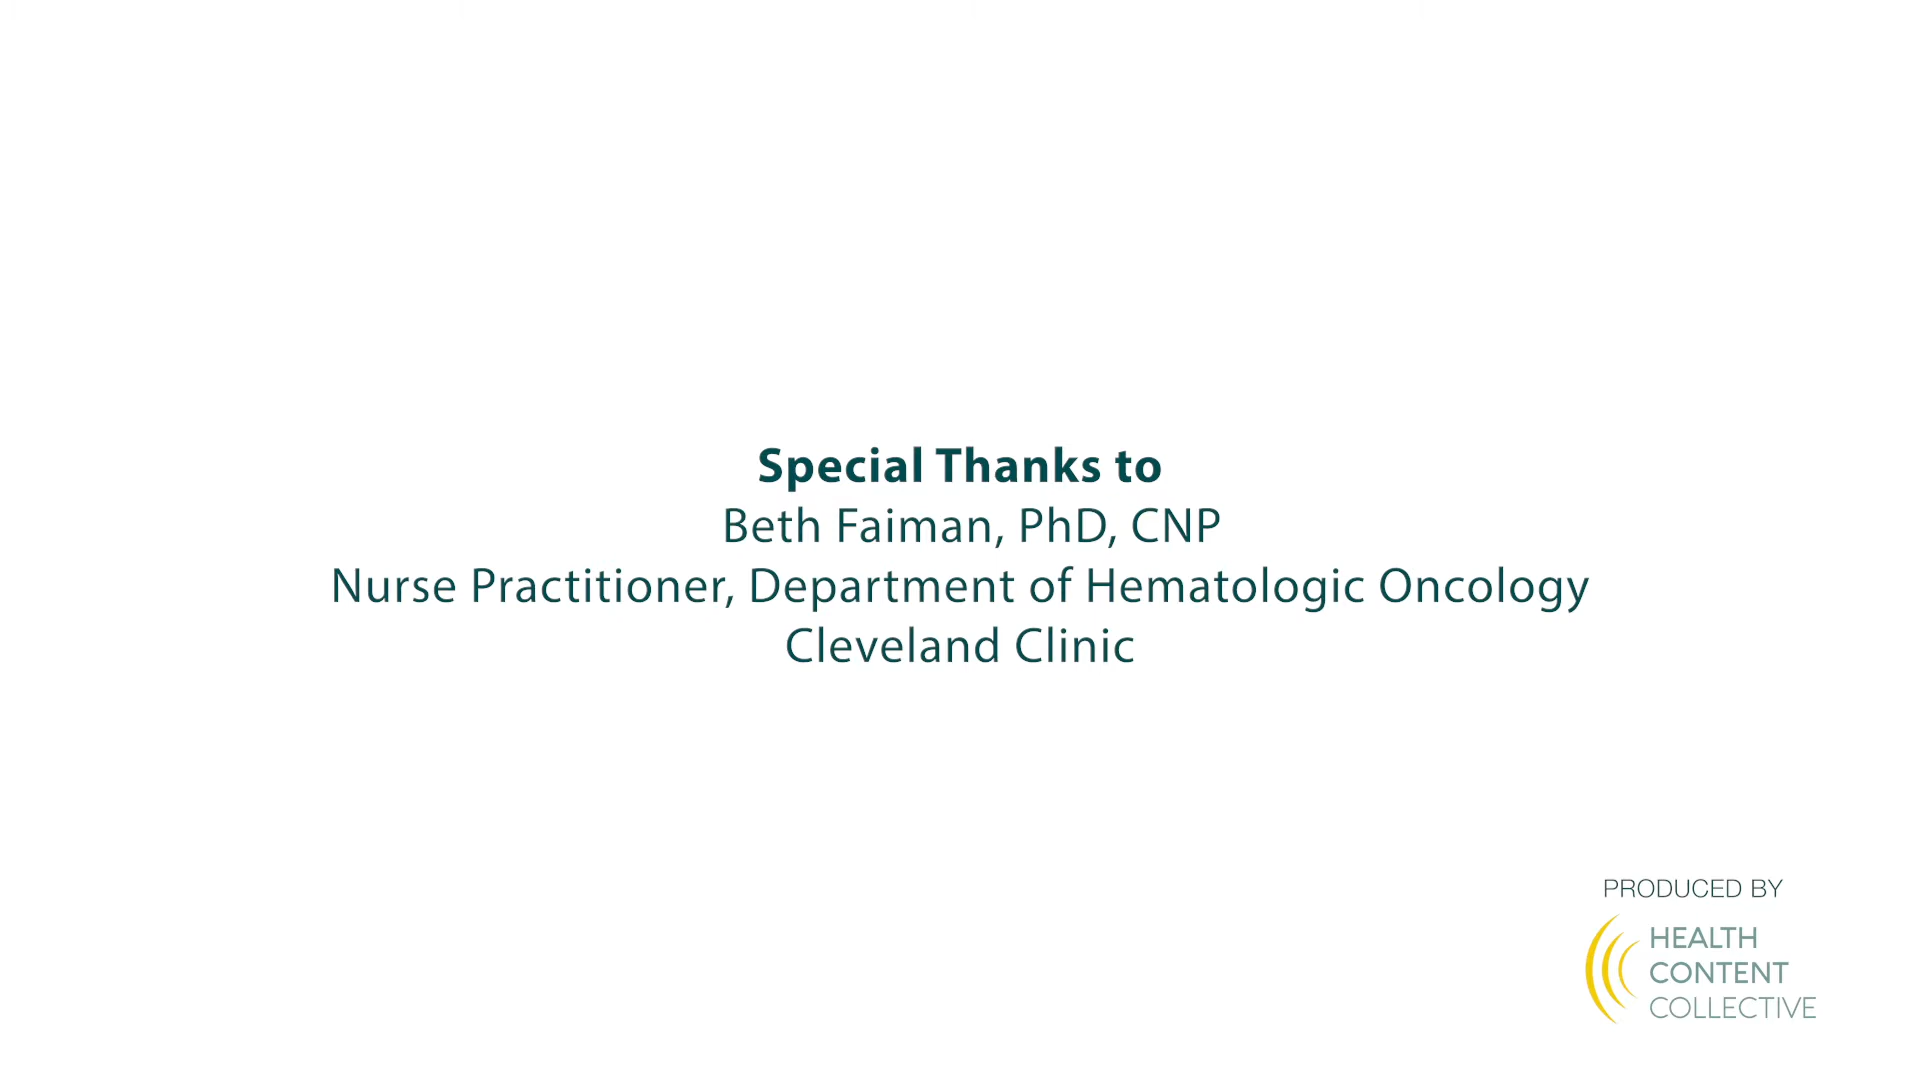 Special Thanks to
Beth Faiman, PhD, CNP
Nurse Practitioner, Department of Hematologic Oncology
Cleveland Clinic
PRODUCED BY
HEALTH
CONTENT
COLLECTIVE